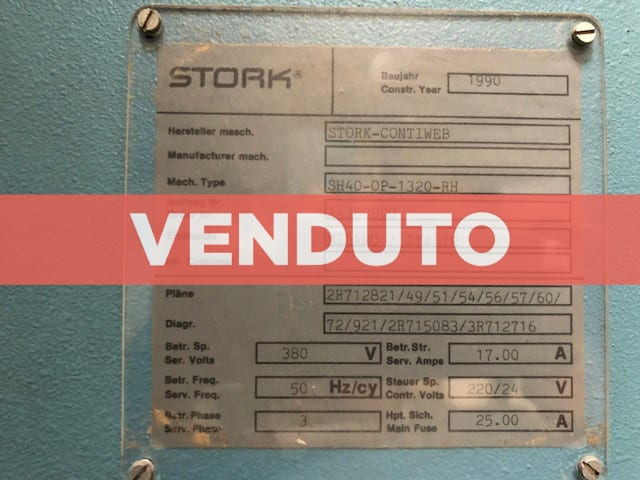 STORK®
Baujahr
Constr. Year 1990
Hersteller masch. STORK-CONTIWEB
Manufacturer mach.
Mach. Type SH40-OP-1320-RH
VENDUTO
Pläne 2R712821/49/51/54/56/57/60/
Diagr. 72/921/2R715083/3R712716
Betr. Sp. Betr. Str.
Ser. Volts 380 V Serv. Amps 17.00 A
Betr. Freq. Steuer Sp.
Serv. Freq. 50 Hz/cy Contr. Volts 220/24 V
Betr. Phase Hpt. Sich.
Serv. Phase 3 Main Fuse 25.00 A